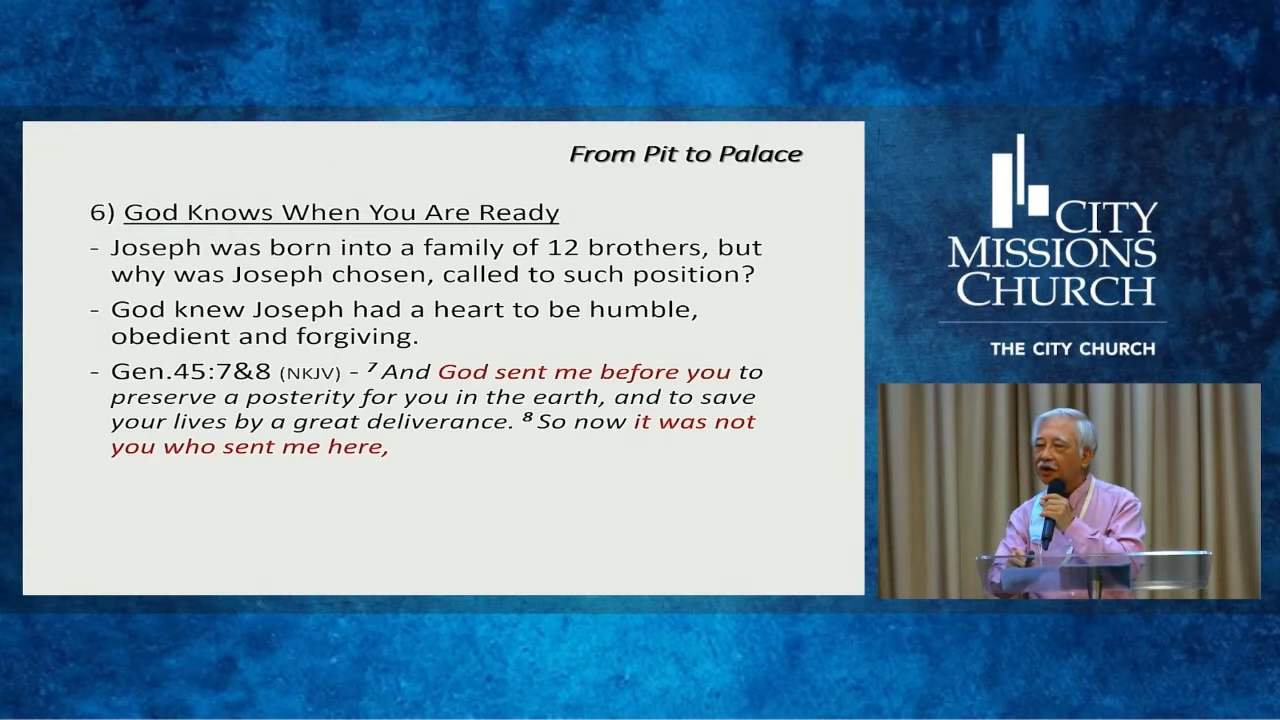 From Pit to Palace
6) God Knows When You Are Ready
- Joseph was born into a family of 12 brothers, but
why was Joseph chosen, called to such position?
- God knew Joseph had a heart to be humble,
obedient and forgiving.
- Gen.45:7&8 (NKJV) - ⁷ And God sent me before you to
preserve a posterity for you in the earth, and to save
your lives by a great deliverance. ⁸ So now it was not
you who sent me here,
CITY
MISSIONS
CHURCH
THE CITY CHURCH